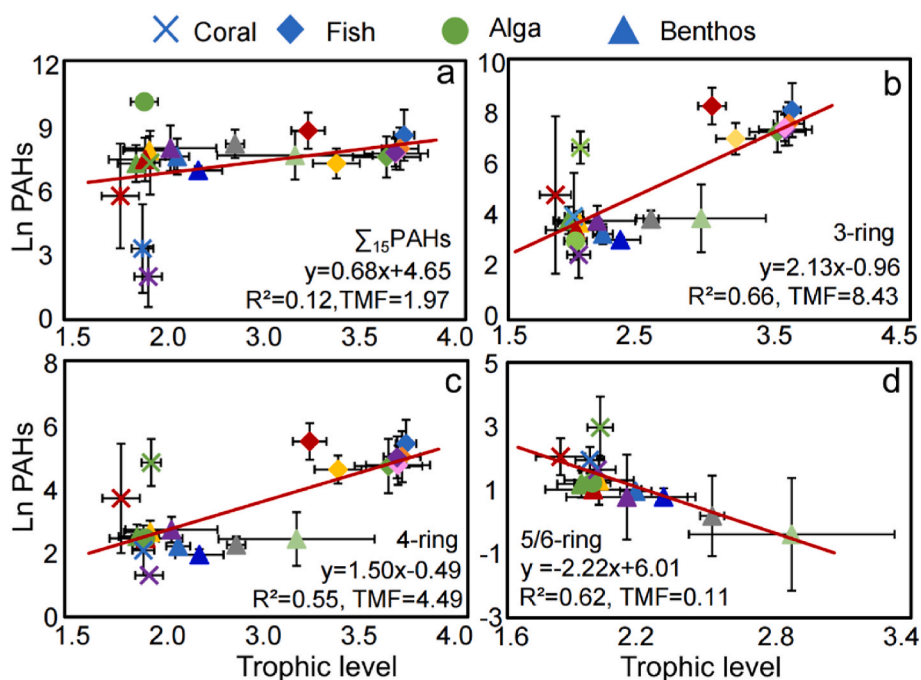 Coral Fish Alga Benthos
a
12
9
6
3
0
Ln PAHs
∑₁₅PAHs
y=0.68x+4.65
R²=0.12,TMF=1.97
1.5 2.0 2.5 3.0 3.5 4.0
b
10
8
6
4
2
0
3-ring
y=2.13x-0.96
R²=0.66, TMF=8.43
1.5 2.5 3.5 4.5
c
8
6
4
2
0
Ln PAHs
4-ring
y=1.50x-0.49
R²=0.55, TMF=4.49
1.5 2.0 2.5 3.0 3.5 4.0
Trophic level
d
5
3
1
-1
-3
5/6-ring
y =-2.22x+6.01
R²=0.62, TMF=0.11
1.6 2.2 2.8 3.4
Trophic level